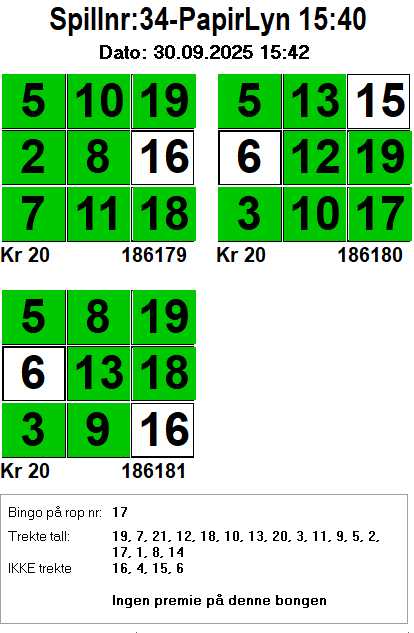 Spillnr:34-PapirLyn 15:40
Dato: 30.09.2025 15:42
5 10 19
2 8 16
7 11 18
Kr 20 186179
5 13 15
6 12 19
3 10 17
Kr 20 186180
5 8 19
6 13 18
3 9 16
Kr 20 186181
Bingo på rop nr: 17
Trekte tall: 19, 7, 21, 12, 18, 10, 13, 20, 3, 11, 9, 5, 2,
17, 1, 8, 14
IKKE trekte 16, 4, 15, 6
Ingen premie på denne bongen